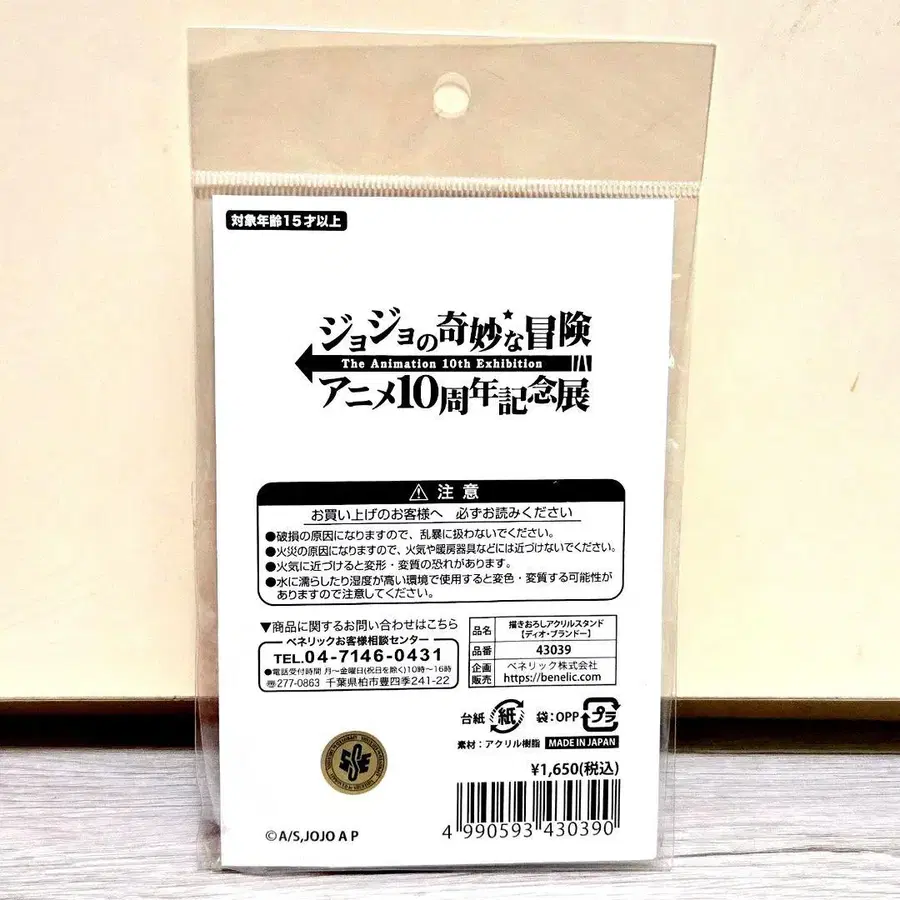 対象年齢15才以上
ジョジョの奇妙な冒険
The Animation 10th Exhibition
アニメ10周年記念展
注意
お買い上げのお客様へ 必ずお読みください
●破損の原因になりますので、乱暴に扱わないでください。
●火災の原因になりますので、火気や暖房器具などには近づけないでください。
●火気に近づけると変形・変質の恐れがあります。
●水に濡らしたり湿度が高い環境で使用すると変色・変質する可能性が
ありますので注意してください。
▼商品に関するお問い合わせはこちら
ベネリックお客様相談センター
TEL.04-7146-0431
●電話受付時間 月～金曜日(祝日を除く)10時～16時
〠277-0863 千葉県柏市豊四季241-22
品名 描きおろしアクリルスタンド
【ディオ・ブランドー】
品番 43039
企画 ベネリック株式会社
販売 https://benelic.com
台紙 紙 袋:OPP プラ
素材:アクリル樹脂 MADE IN JAPAN
¥1,650(税込)
4 990593 430390
©A/S,JOJO A P